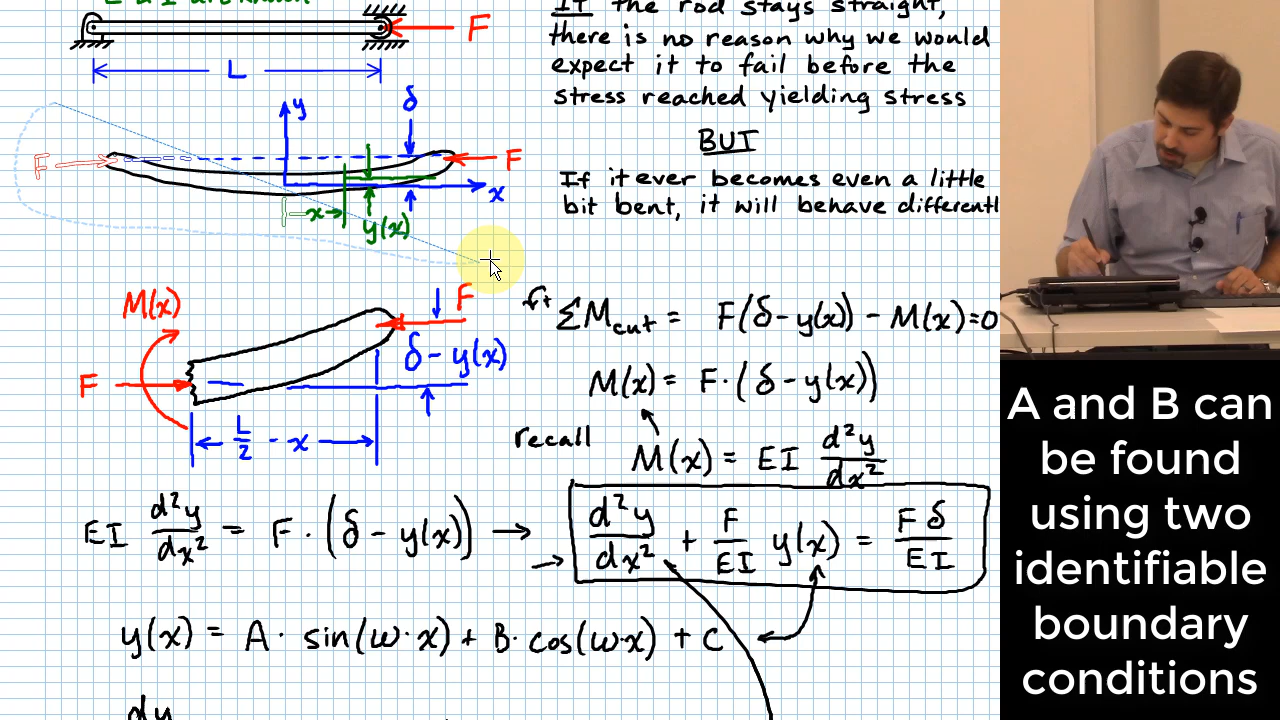 If the rod stays straight,
F
there is no reason why we would
expect it to fail before the
L
stress reached yielding stress
y
δ
BUT
F
F
If it ever becomes even a little
x
bit bent, it will behave differentl
x
y(x)
M(x)
F
ΣM_cut = F(δ - y(x)) - M(x) = 0
δ - y(x)
F
M(x) = F · (δ - y(x))
L/2 - x
recall
M(x) = EI d²y/dx²
EI d²y/dx² = F · (δ - y(x)) → d²y/dx² + F/EI y(x) = Fδ/EI
y(x) = A · sin(ω·x) + B · cos(ω·x) + C
dy
A and B can
be found
using two
identifiable
boundary
conditions